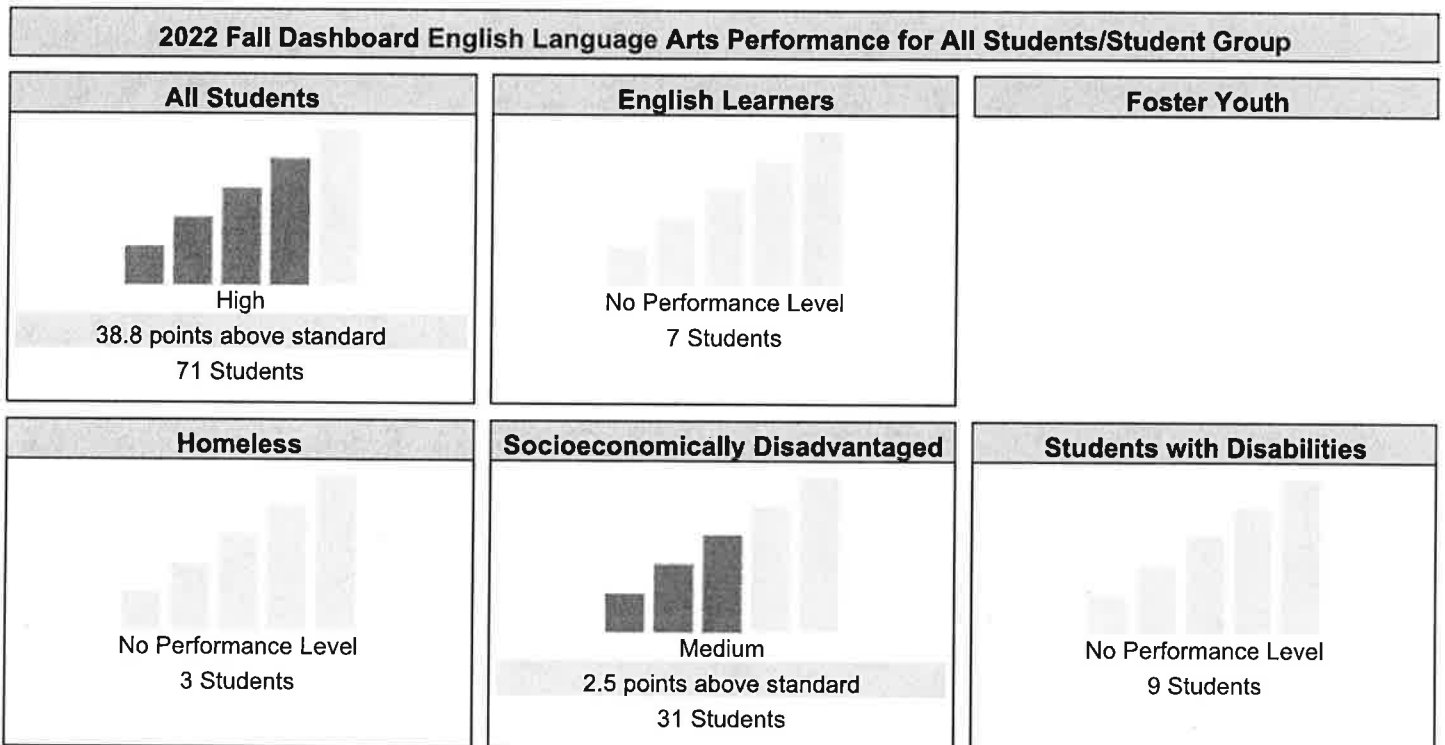 2022 Fall Dashboard English Language Arts Performance for All Students/Student Group
All Students
High
38.8 points above standard
71 Students
English Learners
No Performance Level
7 Students
Foster Youth
Homeless
No Performance Level
3 Students
Socioeconomically Disadvantaged
Medium
2.5 points above standard
31 Students
Students with Disabilities
No Performance Level
9 Students